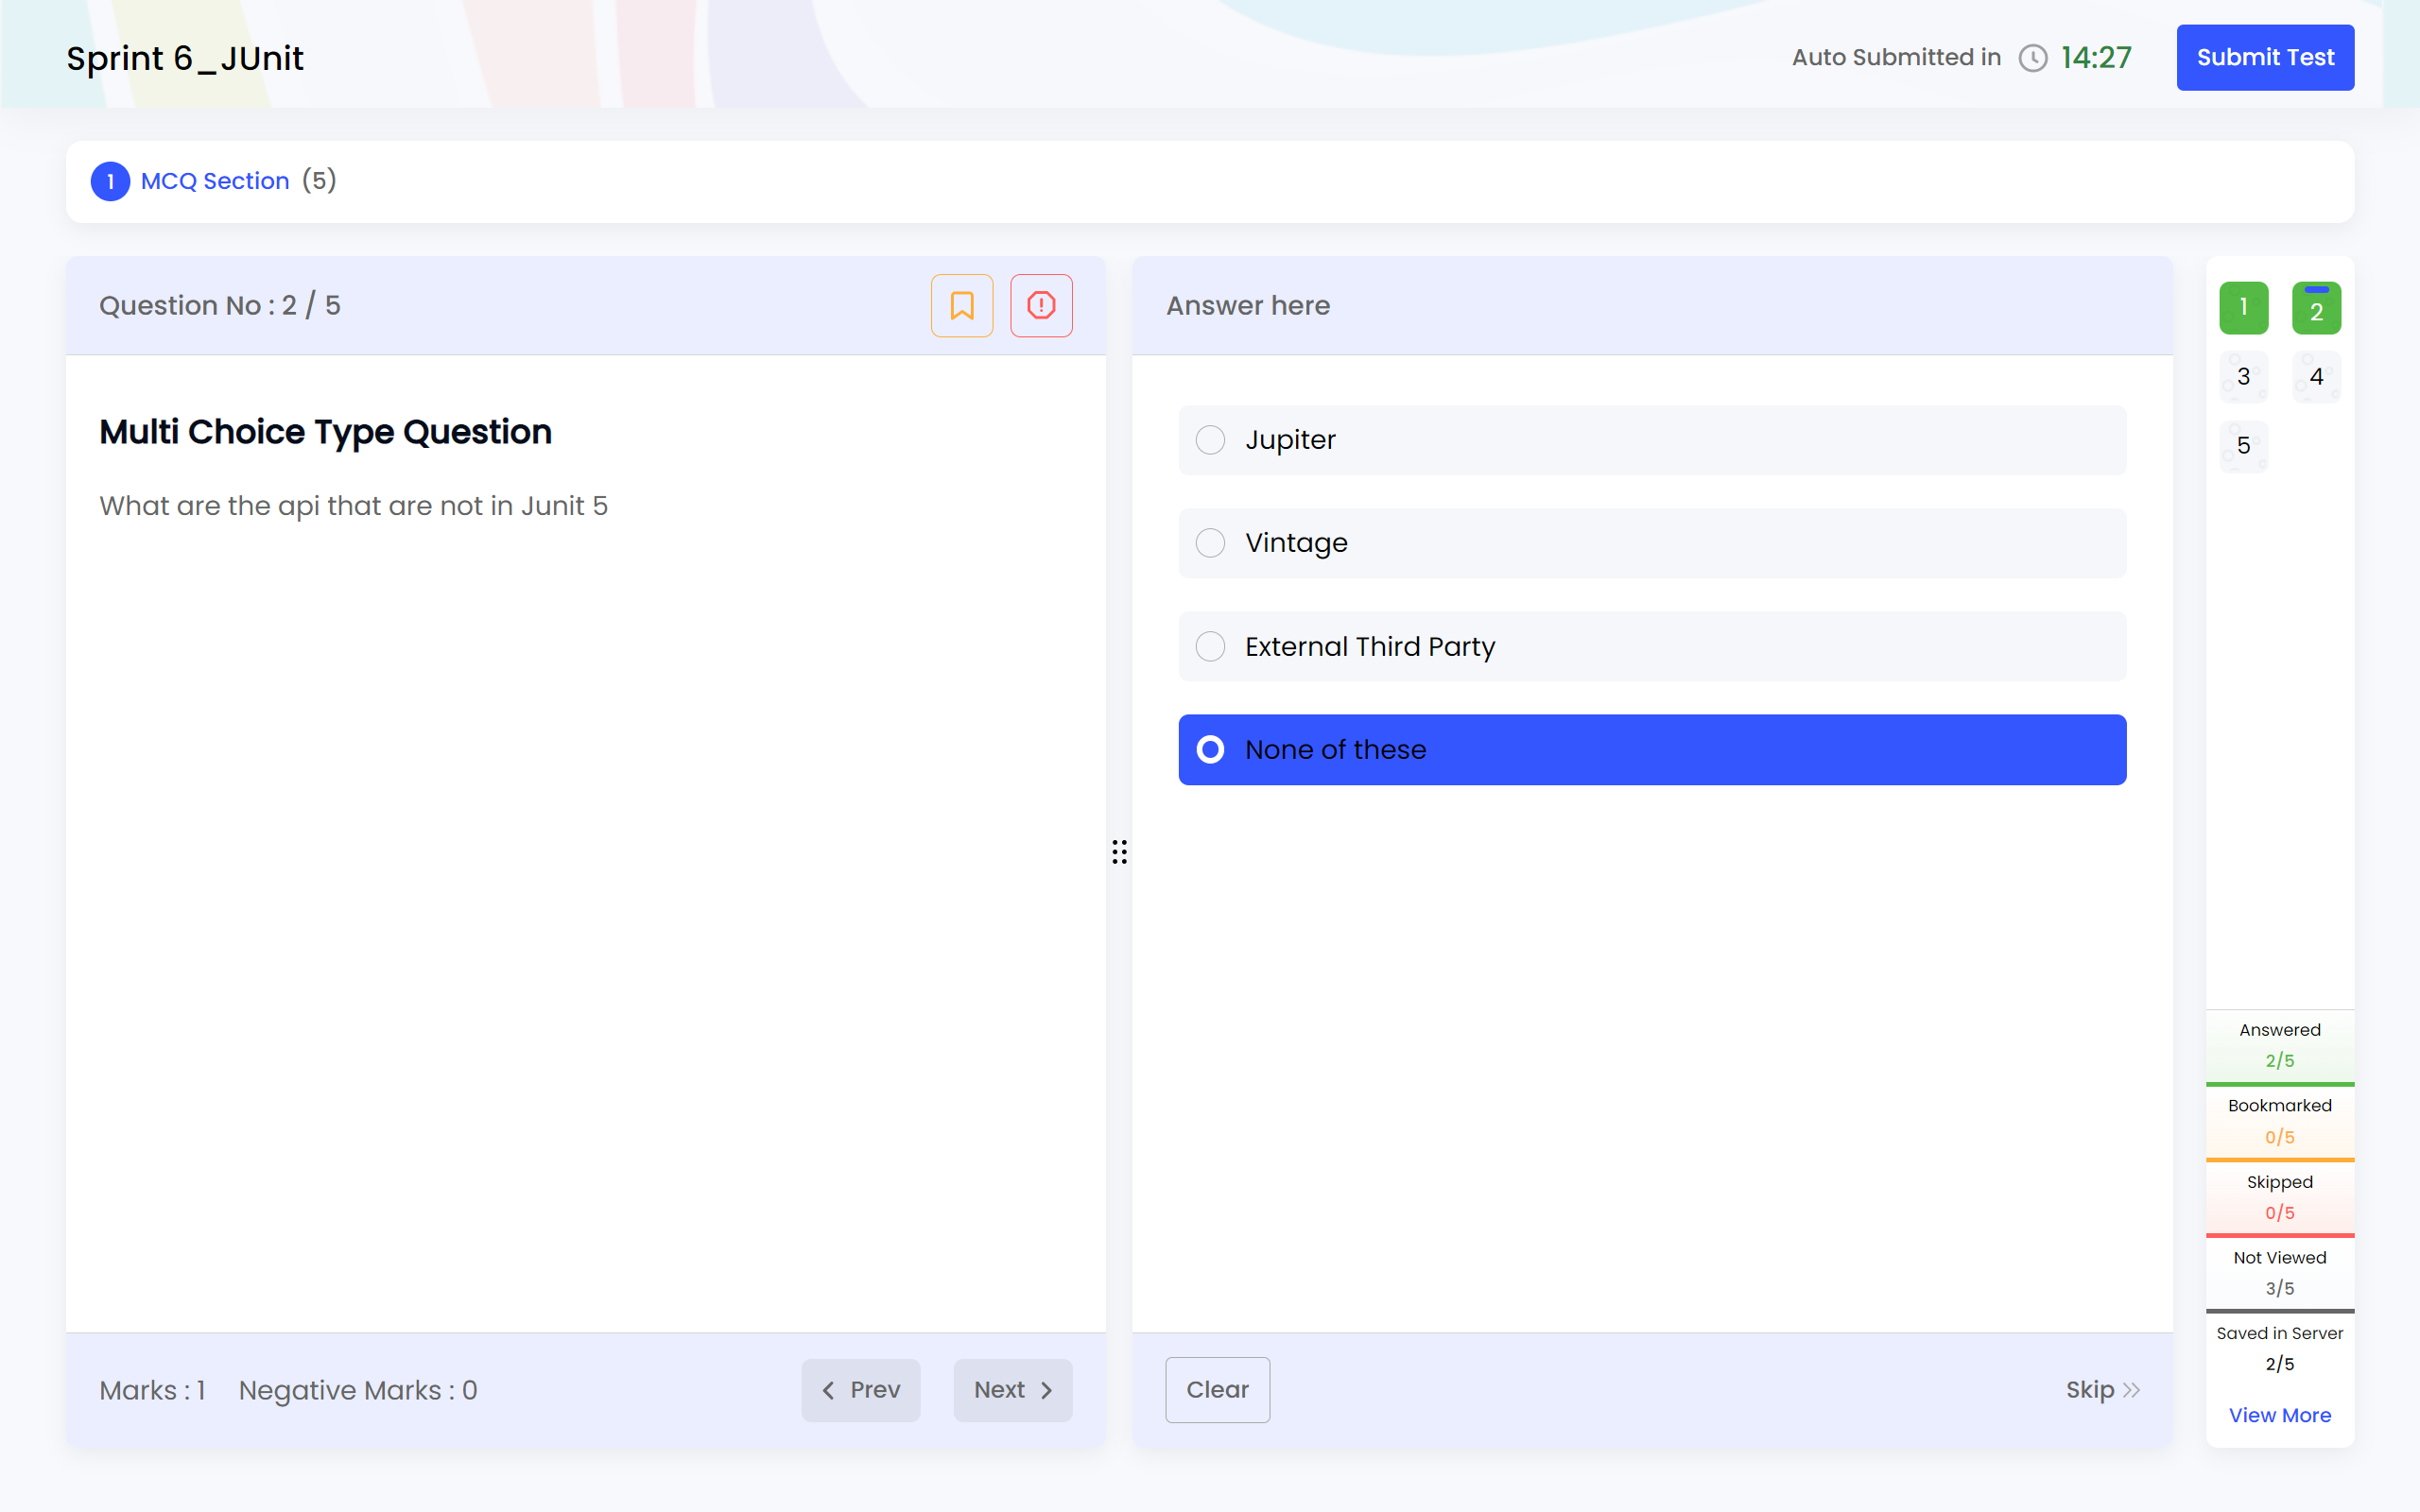 Sprint 6_JUnit
Auto Submitted in 14:27
Submit Test
1 MCQ Section (5)
Question No : 2 / 5
Multi Choice Type Question
What are the api that are not in Junit 5
Marks : 1 Negative Marks : 0
Prev
Next
Answer here
Jupiter
Vintage
External Third Party
None of these
Clear
Skip
1 2
3 4
5
Answered
2/5
Bookmarked
0/5
Skipped
0/5
Not Viewed
3/5
Saved in Server
2/5
View More